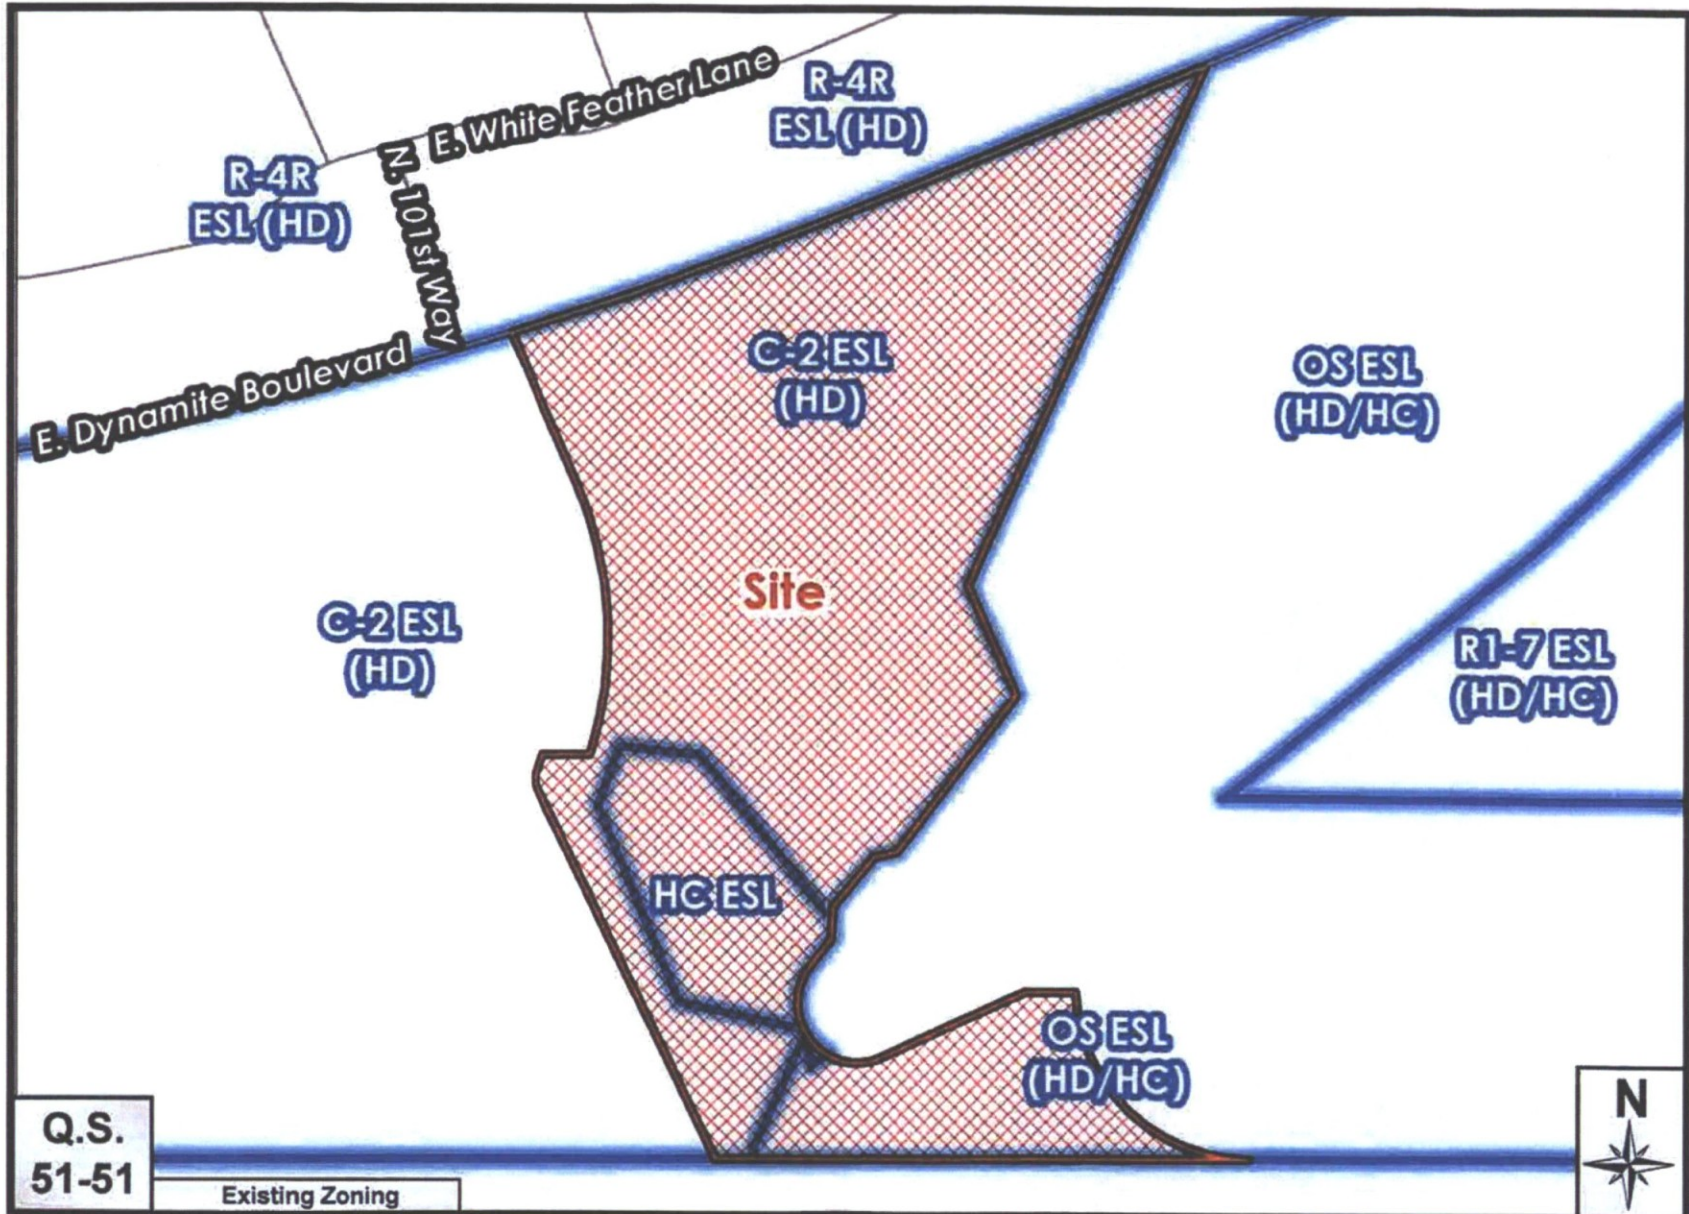 E. White Feather Lane
R-4R
ESL (HD)
R-4R
ESL (HD)
N. 101st Way
E. Dynamite Boulevard
C-2 ESL
(HD)
OS ESL
(HD/HC)
Site
C-2 ESL
(HD)
R1-7 ESL
(HD/HC)
HC ESL
OS ESL
(HD/HC)
Q.S.
51-51
Existing Zoning
N